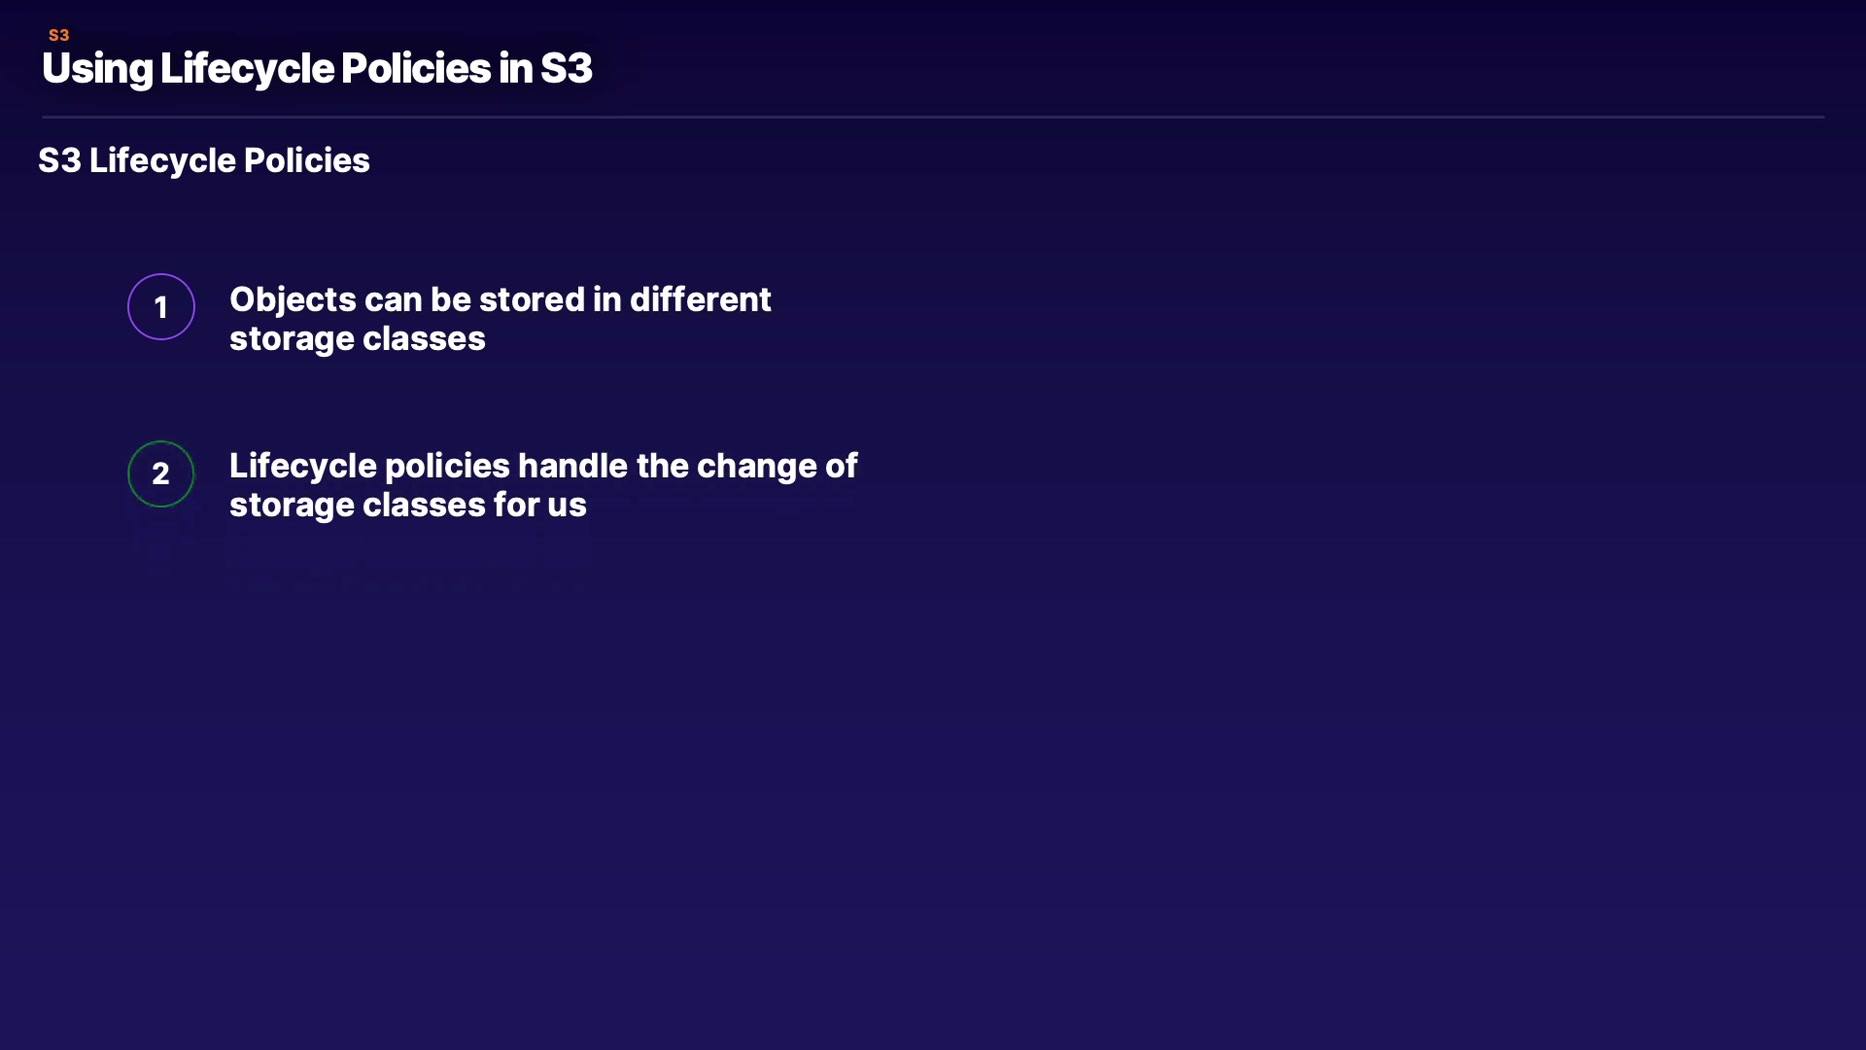 S3
Using Lifecycle Policies in S3
S3 Lifecycle Policies
1
Objects can be stored in different
storage classes
2
Lifecycle policies handle the change of
storage classes for us